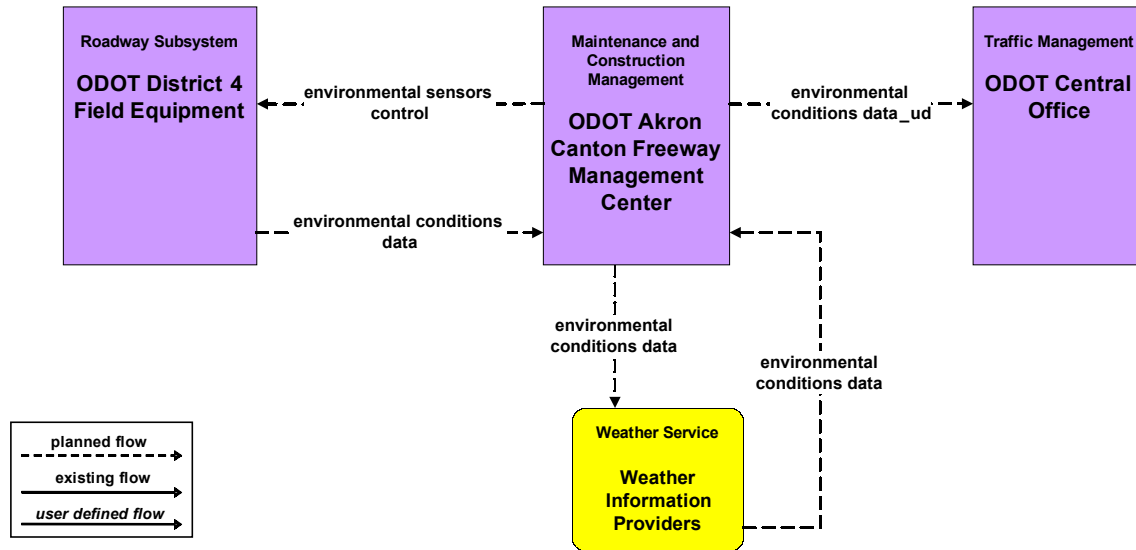 Roadway Subsystem
ODOT District 4
Field Equipment
environmental sensors
control
environmental conditions
data
Maintenance and
Construction
Management
ODOT Akron
Canton Freeway
Management
Center
environmental
conditions data_ud
Traffic Management
ODOT Central
Office
environmental
conditions data
environmental
conditions data
Weather Service
Weather
Information
Providers
planned flow
existing flow
user defined flow